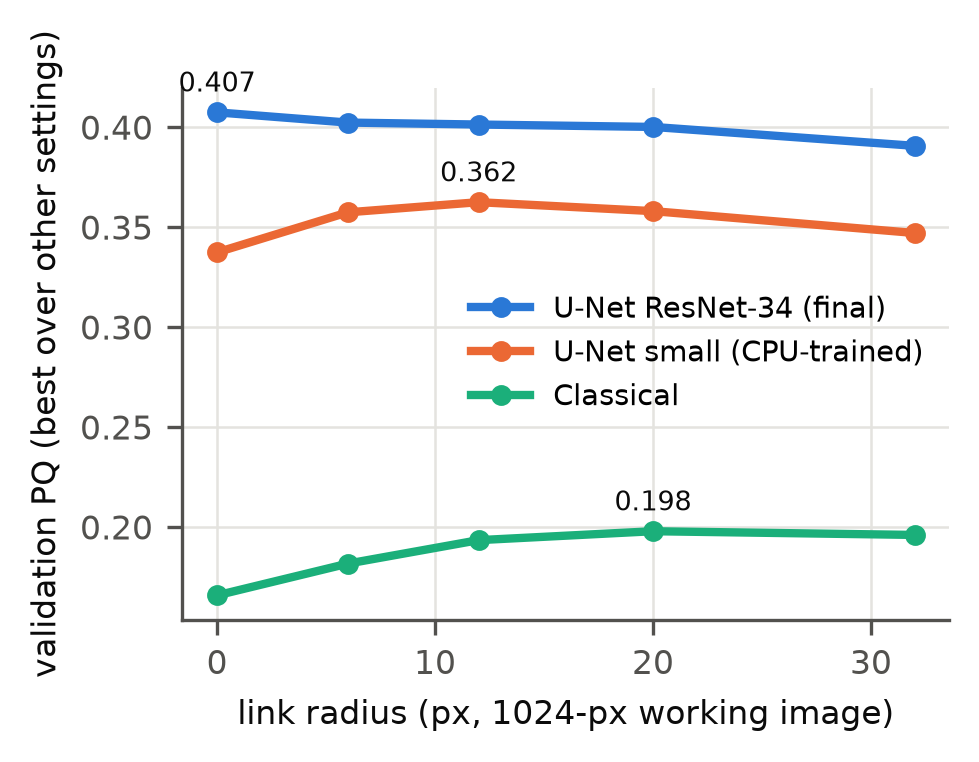 validation PQ (best over other settings)
0.407
0.40
0.362
0.35
0.30
U-Net ResNet-34 (final)
U-Net small (CPU-trained)
Classical
0.25
0.198
0.20
0
10
20
30
link radius (px, 1024-px working image)